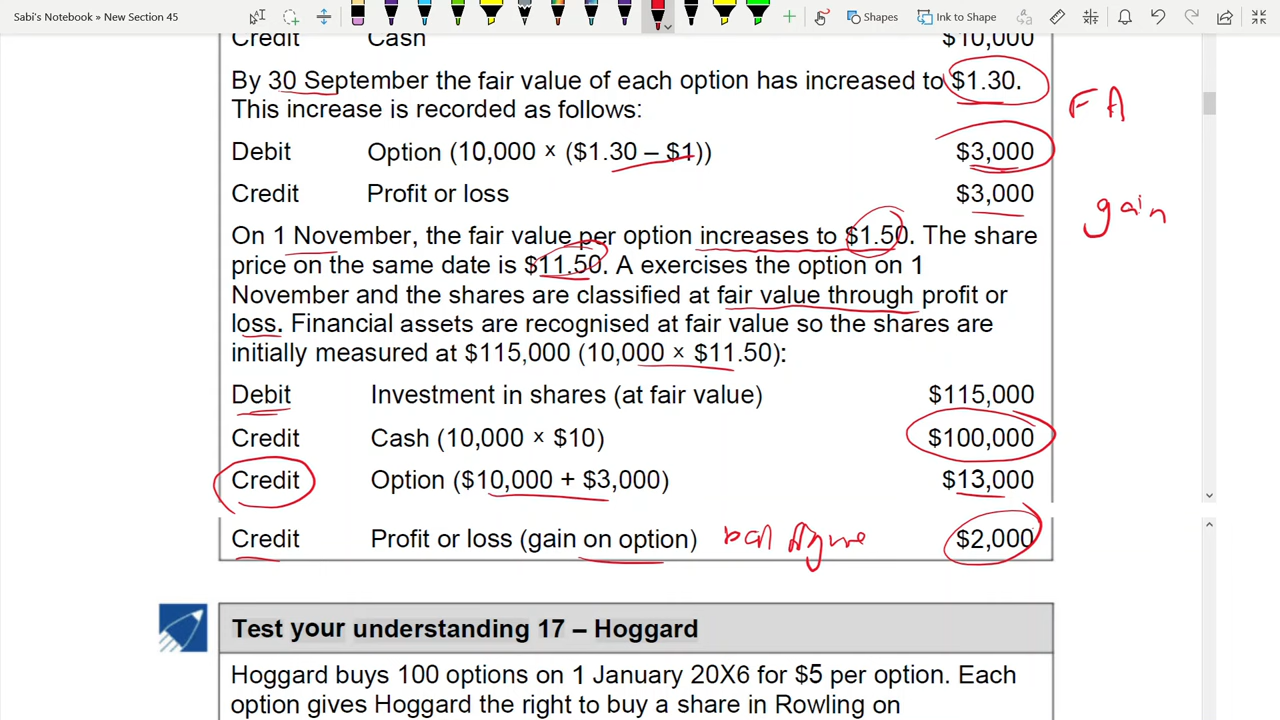 Sabi's Notebook » New Section 45
Shapes
Ink to Shape
Credit Cash $10,000
By 30 September the fair value of each option has increased to $1.30.
This increase is recorded as follows:
FA
Debit Option (10,000 × ($1.30 – $1)) $3,000
Credit Profit or loss $3,000
gain
On 1 November, the fair value per option increases to $1.50. The share
price on the same date is $11.50. A exercises the option on 1
November and the shares are classified at fair value through profit or
loss. Financial assets are recognised at fair value so the shares are
initially measured at $115,000 (10,000 × $11.50):
Debit Investment in shares (at fair value) $115,000
Credit Cash (10,000 × $10) $100,000
Credit Option ($10,000 + $3,000) $13,000
Credit Profit or loss (gain on option) bal figure $2,000
Test your understanding 17 – Hoggard
Hoggard buys 100 options on 1 January 20X6 for $5 per option. Each
option gives Hoggard the right to buy a share in Rowling on